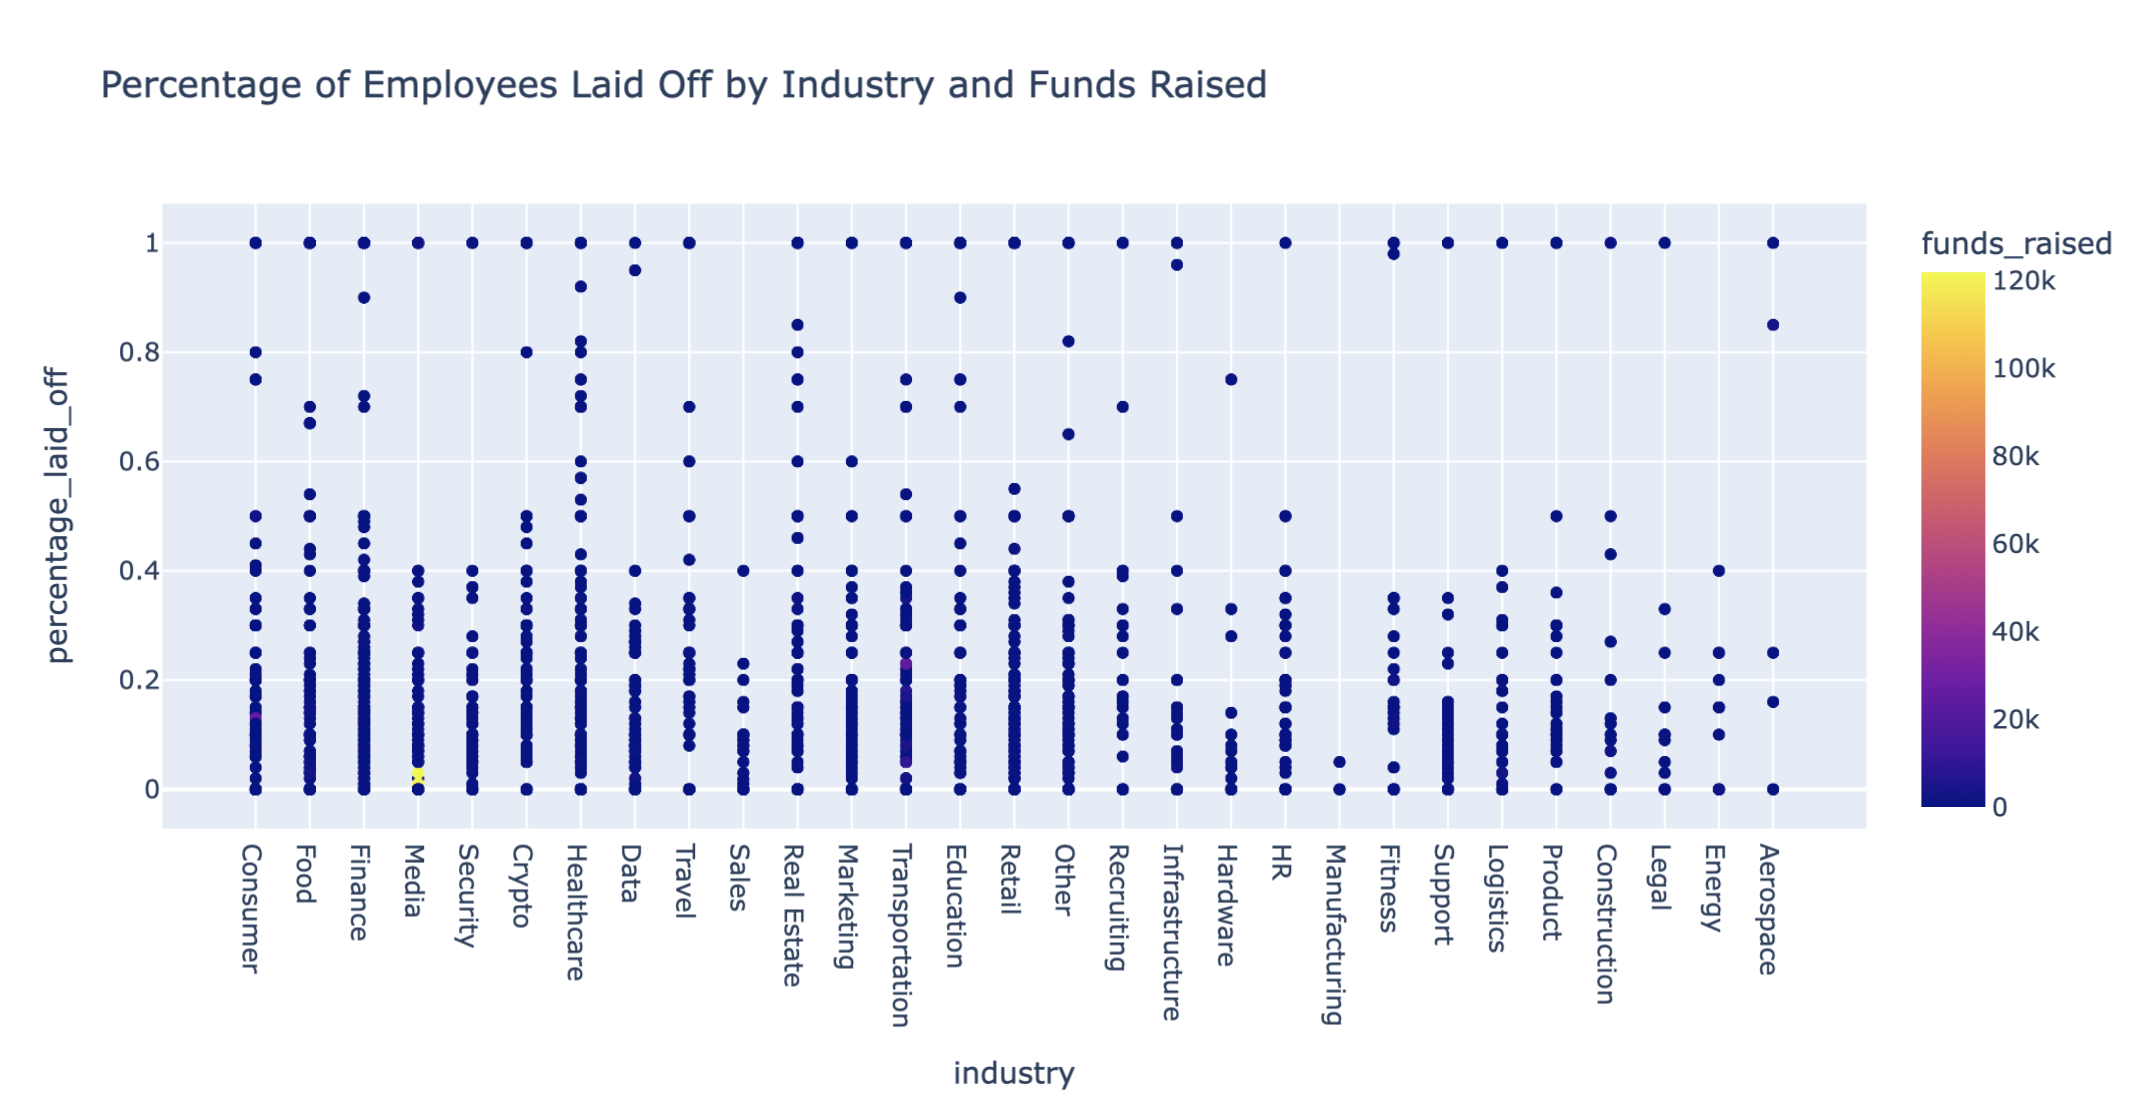 Percentage of Employees Laid Off by Industry and Funds Raised
percentage_laid_off
1
0.8
0.6
0.4
0.2
0
Consumer
Food
Finance
Media
Security
Crypto
Healthcare
Data
Travel
Sales
Real Estate
Marketing
Transportation
Education
Retail
Other
Recruiting
Infrastructure
Hardware
HR
Manufacturing
Fitness
Support
Logistics
Product
Construction
Legal
Energy
Aerospace
industry
funds_raised
120k
100k
80k
60k
40k
20k
0